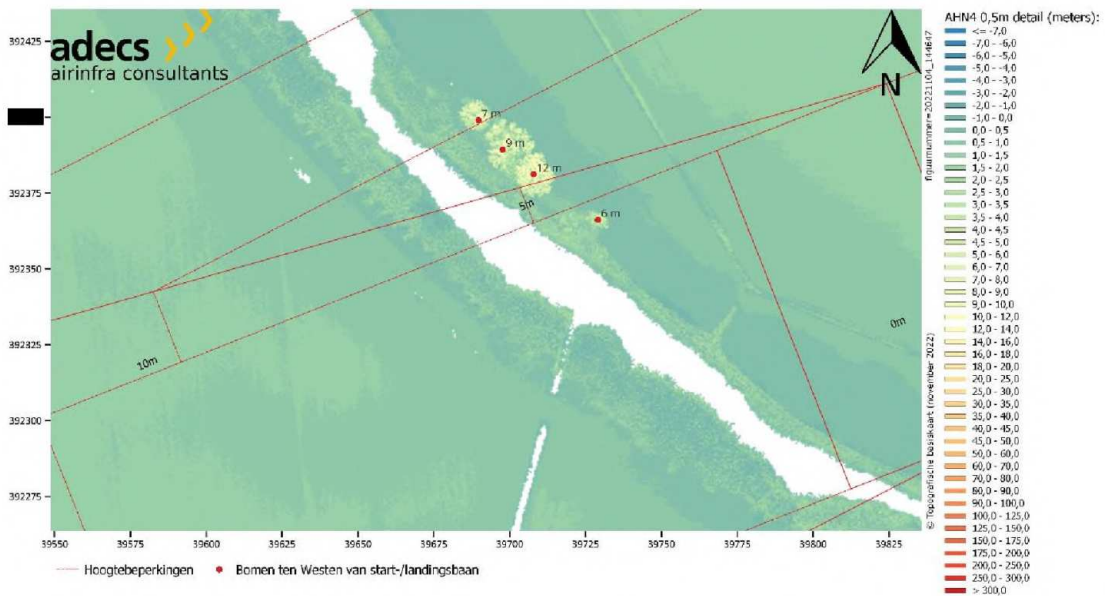 adecs
airinfra consultants
392425
392375
392350
392325
392300
392275
39550
39575
39600
39625
39650
39675
39700
39725
39750
39775
39800
39825
7 m
9 m
12 m
5m
6 m
10m
0m
N
figuurnummer=20221104_144647
© Topografische basiskaart (november 2022)
Hoogtebeperkingen
Bomen ten Westen van start-/landingsbaan
AHN4 0,5m detail (meters):
<= -7,0
-7,0 - -6,0
-6,0 - -5,0
-5,0 - -4,0
-4,0 - -3,0
-3,0 - -2,0
-2,0 - -1,0
-1,0 - 0,0
0,0 - 0,5
0,5 - 1,0
1,0 - 1,5
1,5 - 2,0
2,0 - 2,5
2,5 - 3,0
3,0 - 3,5
3,5 - 4,0
4,0 - 4,5
4,5 - 5,0
5,0 - 6,0
6,0 - 7,0
7,0 - 8,0
8,0 - 9,0
9,0 - 10,0
10,0 - 12,0
12,0 - 14,0
14,0 - 16,0
16,0 - 18,0
18,0 - 20,0
20,0 - 25,0
25,0 - 30,0
30,0 - 35,0
35,0 - 40,0
40,0 - 45,0
45,0 - 50,0
50,0 - 60,0
60,0 - 70,0
70,0 - 80,0
80,0 - 90,0
90,0 - 100,0
100,0 - 125,0
125,0 - 150,0
150,0 - 175,0
175,0 - 200,0
200,0 - 250,0
250,0 - 300,0
> 300,0